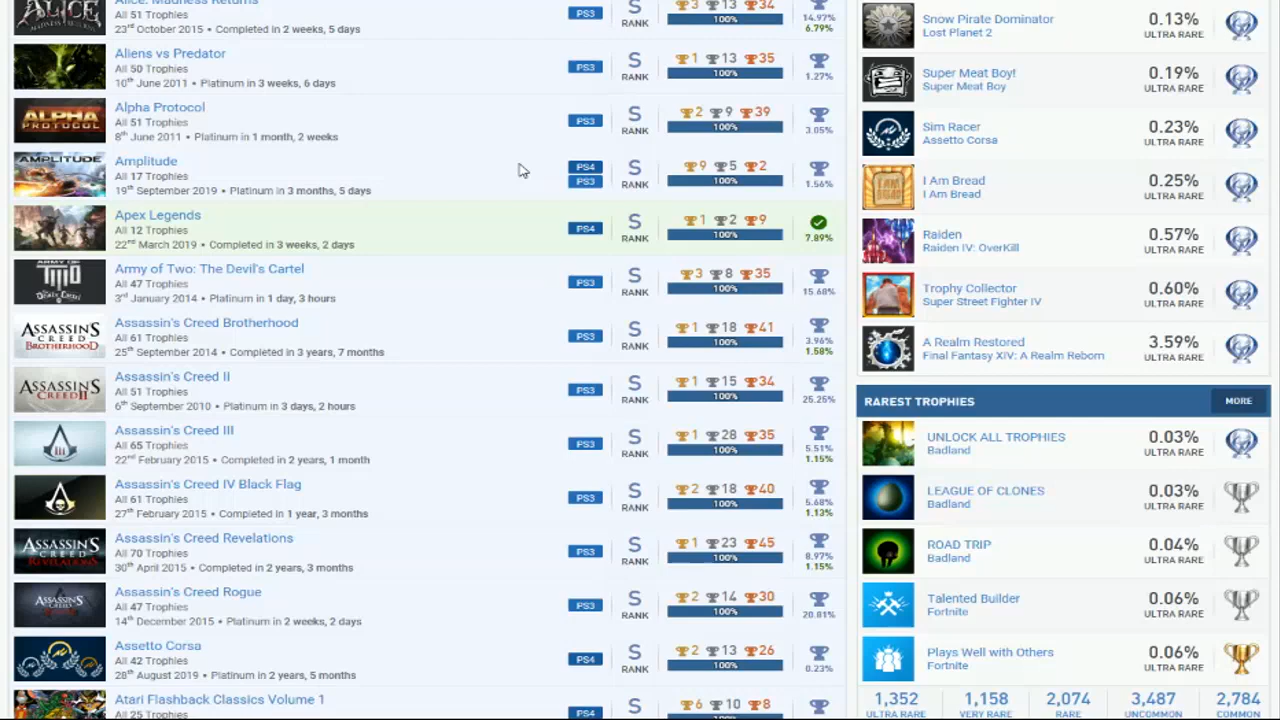 Alice: Madness Returns
All 51 Trophies
23rd October 2015 • Completed in 2 weeks, 5 days
PS3
S
RANK
3 13 34
100%
14.97%
6.79%
Aliens vs Predator
All 50 Trophies
10th June 2011 • Platinum in 3 weeks, 6 days
PS3
S
RANK
1 13 35
100%
1.27%
ALPHA PROTOCOL
Alpha Protocol
All 51 Trophies
8th June 2011 • Platinum in 1 month, 2 weeks
PS3
S
RANK
2 9 39
100%
3.05%
AMPLITUDE
Amplitude
All 17 Trophies
19th September 2019 • Platinum in 3 months, 5 days
PS4
PS3
S
RANK
9 5 2
100%
1.56%
Apex Legends
All 12 Trophies
22nd March 2019 • Completed in 3 weeks, 2 days
PS4
S
RANK
1 2 9
100%
7.89%
Army of Two: The Devil's Cartel
All 47 Trophies
3rd January 2014 • Platinum in 1 day, 3 hours
PS3
S
RANK
3 8 35
100%
15.68%
ASSASSIN'S CREED BROTHERHOOD
Assassin's Creed Brotherhood
All 61 Trophies
25th September 2014 • Completed in 3 years, 7 months
PS3
S
RANK
1 18 41
100%
3.96%
1.58%
ASSASSIN'S CREED II
Assassin's Creed II
All 51 Trophies
6th September 2010 • Platinum in 3 days, 2 hours
PS3
S
RANK
1 15 34
100%
25.25%
Assassin's Creed III
All 65 Trophies
22nd February 2015 • Completed in 2 years, 1 month
PS3
S
RANK
1 28 35
100%
5.51%
1.15%
Assassin's Creed IV Black Flag
All 61 Trophies
27th February 2015 • Completed in 1 year, 3 months
PS3
S
RANK
2 18 40
100%
5.68%
1.13%
ASSASSIN'S CREED REVELATIONS
Assassin's Creed Revelations
All 70 Trophies
30th April 2015 • Completed in 2 years, 3 months
PS3
S
RANK
1 23 45
100%
8.97%
1.15%
Assassin's Creed Rogue
All 47 Trophies
14th December 2015 • Platinum in 2 weeks, 2 days
PS3
S
RANK
2 14 30
100%
20.81%
Assetto Corsa
All 42 Trophies
28th August 2019 • Platinum in 2 years, 5 months
PS4
S
RANK
2 13 26
100%
0.23%
Atari Flashback Classics Volume 1
All 25 Trophies
PS4
S
6 10 8
100%
Snow Pirate Dominator
Lost Planet 2
0.13%
ULTRA RARE
Super Meat Boy!
Super Meat Boy
0.19%
ULTRA RARE
Sim Racer
Assetto Corsa
0.23%
ULTRA RARE
I AM BREAD
I Am Bread
I Am Bread
0.25%
ULTRA RARE
Raiden
Raiden IV: OverKill
0.57%
ULTRA RARE
Trophy Collector
Super Street Fighter IV
0.60%
ULTRA RARE
A Realm Restored
Final Fantasy XIV: A Realm Reborn
3.59%
ULTRA RARE
RAREST TROPHIES
MORE
UNLOCK ALL TROPHIES
Badland
0.03%
ULTRA RARE
LEAGUE OF CLONES
Badland
0.03%
ULTRA RARE
ROAD TRIP
Badland
0.04%
ULTRA RARE
Talented Builder
Fortnite
0.06%
ULTRA RARE
Plays Well with Others
Fortnite
0.06%
ULTRA RARE
1,352 1,158 2,074 3,487 2,784
ULTRA RARE VERY RARE RARE UNCOMMON COMMON